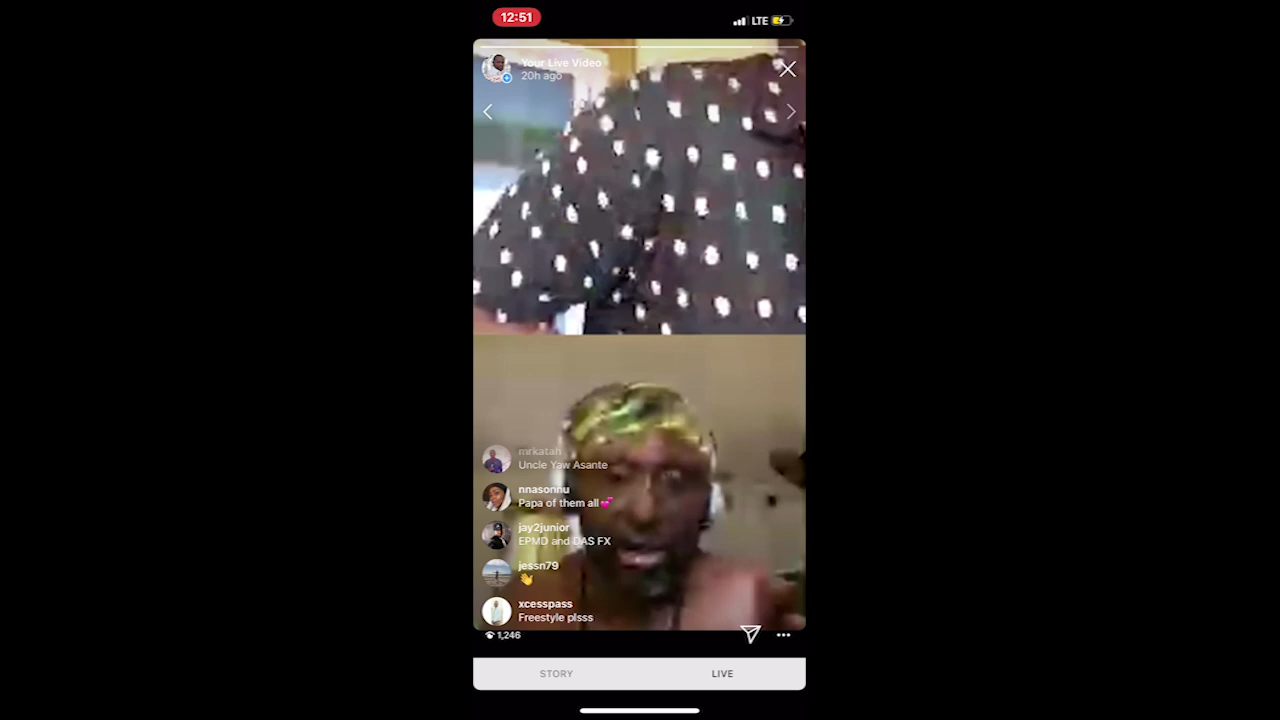 12:51
LTE
Your Live Video
20h ago
mrkatah
Uncle Yaw Asante
nnasonnu
Papa of them all💕
jay2junior
EPMD and DAS FX
jessn79
👋
xcesspass
Freestyle plsss
1,246
STORY
LIVE